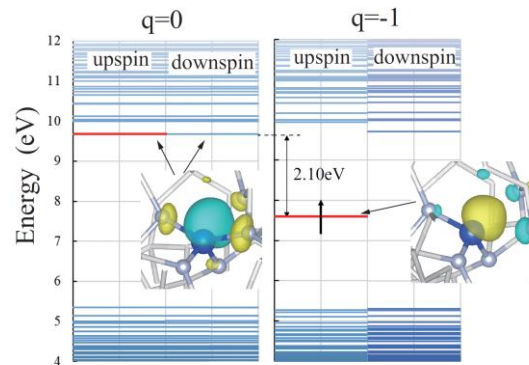 q=0 q=-1
12
11
10
9
8
7
6
5
4
Energy (eV)
upspin downspin upspin downspin
2.10eV